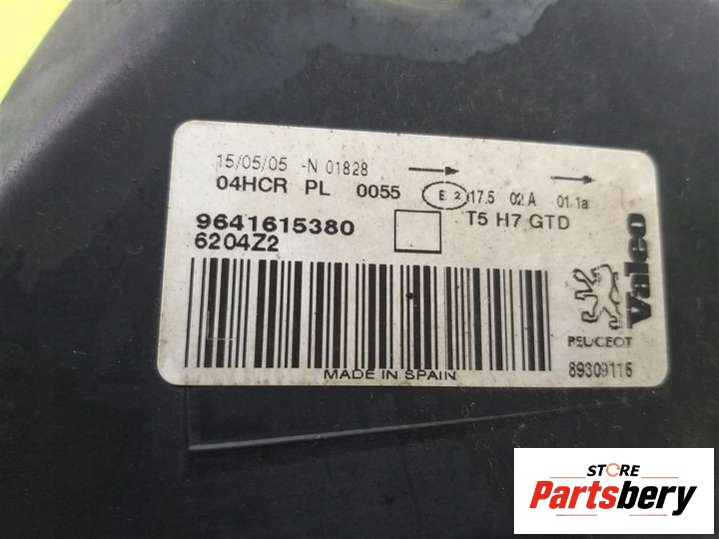 15/05/05 -N 01828
04HCR PL 0055 E 2 17.5 02 A 01 1a
9641615380 T5 H7 GTD
6204Z2
Valeo
PEUGEOT
89309115
MADE IN SPAIN
STORE
Partsbery